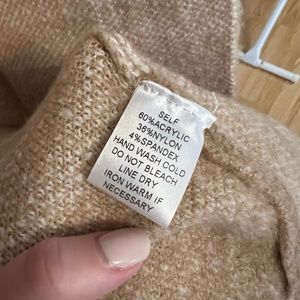 SELF
60%ACRYLIC
36%NYLON
4%SPANDEX
HAND WASH COLD
DO NOT BLEACH
LINE DRY
IRON WARM IF
NECESSARY